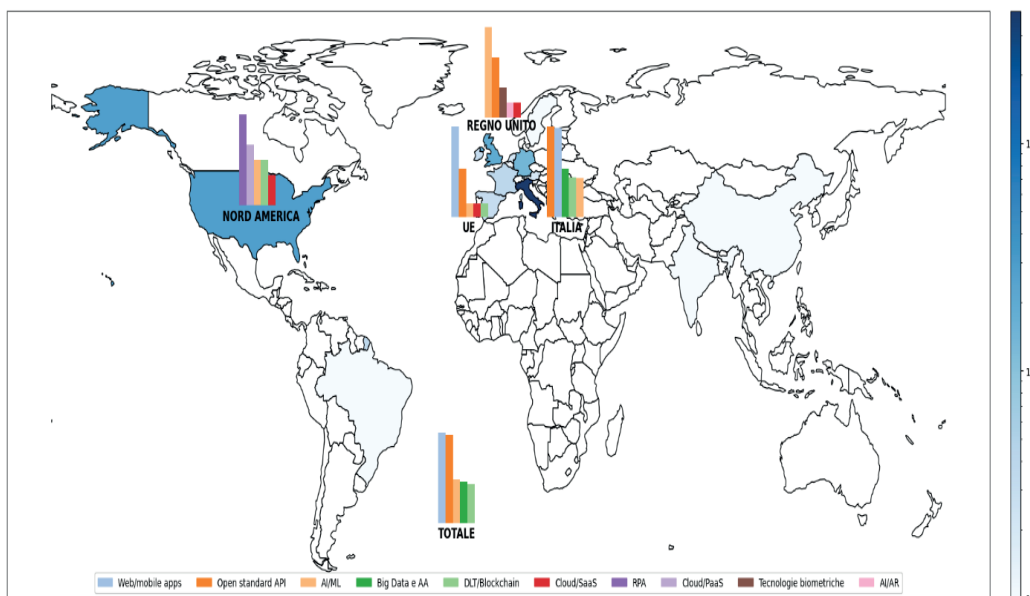 REGNO UNITO
NORD AMERICA
UE
ITALIA
TOTALE
Web/mobile apps
Open standard API
AI/ML
Big Data e AA
DLT/Blockchain
Cloud/SaaS
RPA
Cloud/PaaS
Tecnologie biometriche
AI/AR